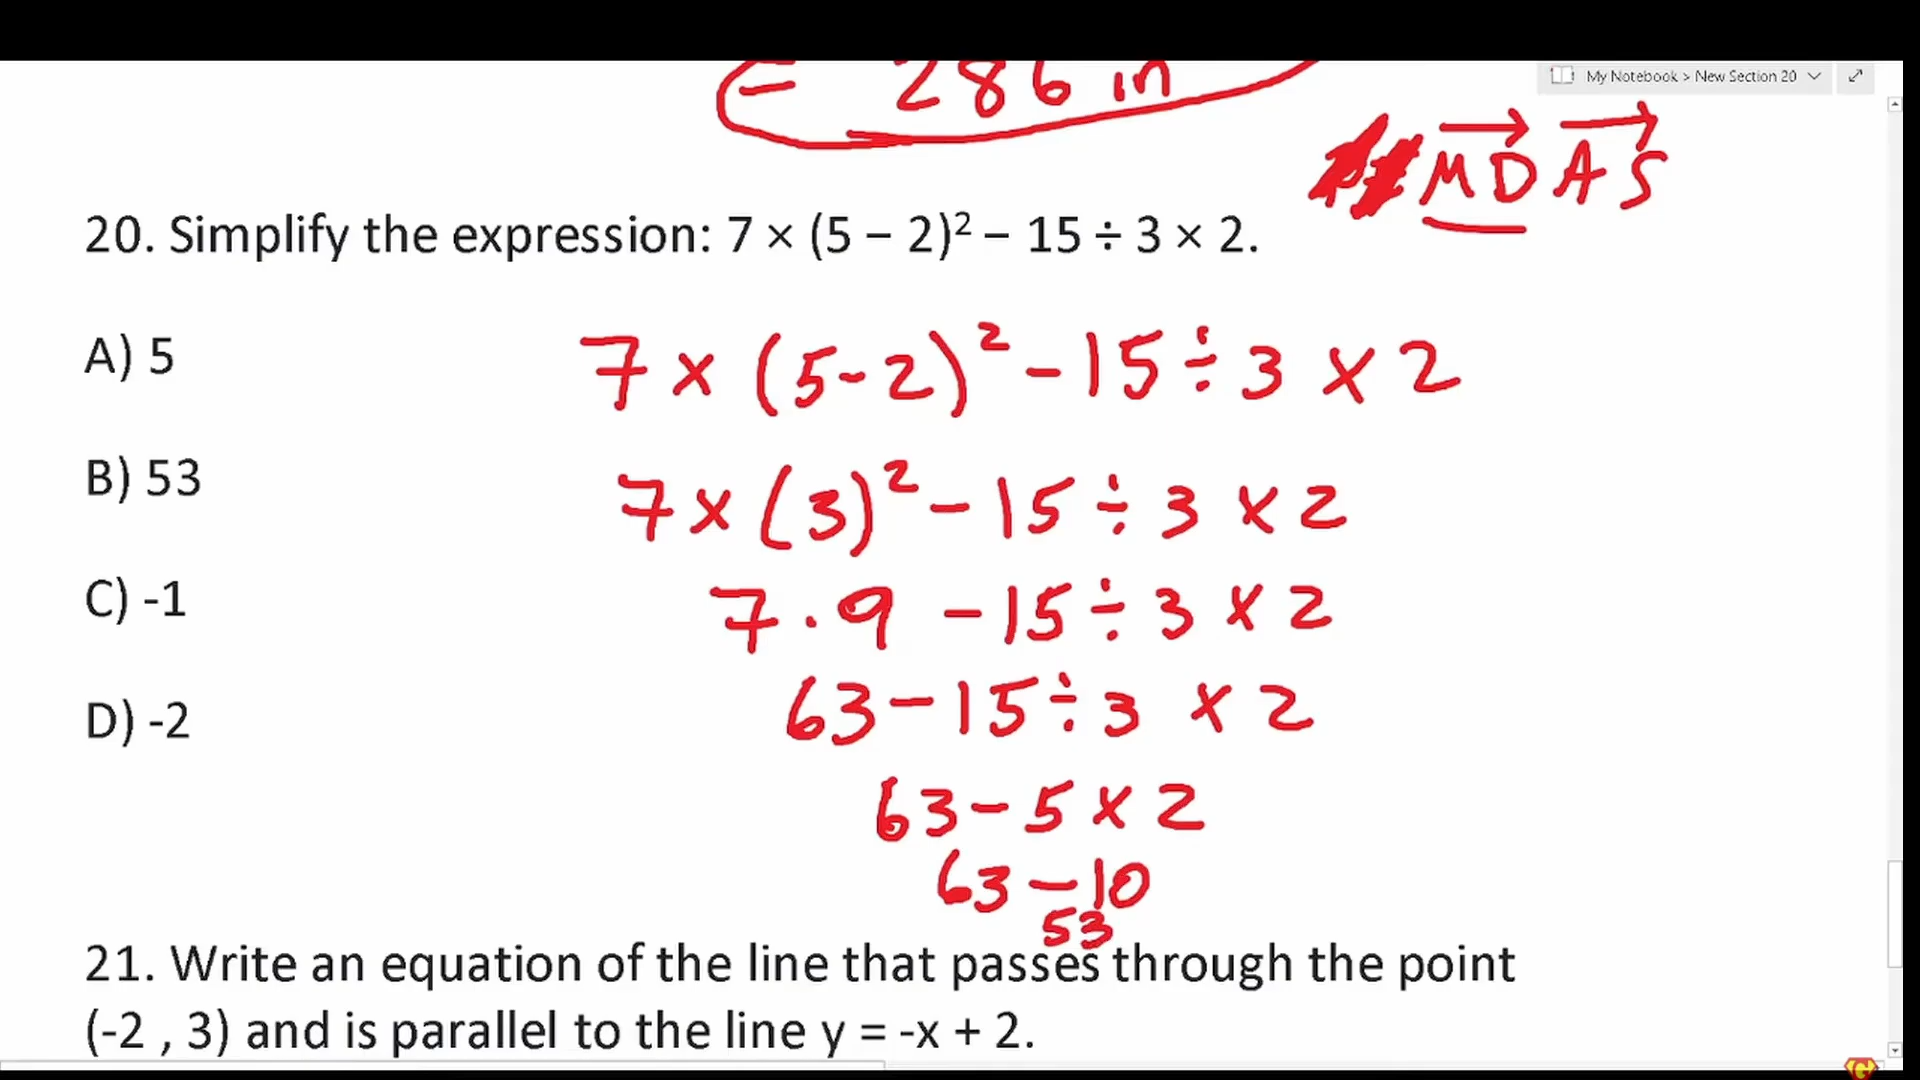 = 286 in
My Notebook > New Section 20
M D A S
20. Simplify the expression: 7 × (5 – 2)² – 15 ÷ 3 × 2.
A) 5
7 × (5-2)² - 15 ÷ 3 × 2
B) 53
7 × (3)² - 15 ÷ 3 × 2
C) -1
7 · 9 - 15 ÷ 3 × 2
63 - 15 ÷ 3 × 2
D) -2
63 - 5 × 2
63 - 10
53
21. Write an equation of the line that passes through the point
(-2 , 3) and is parallel to the line y = -x + 2.
G